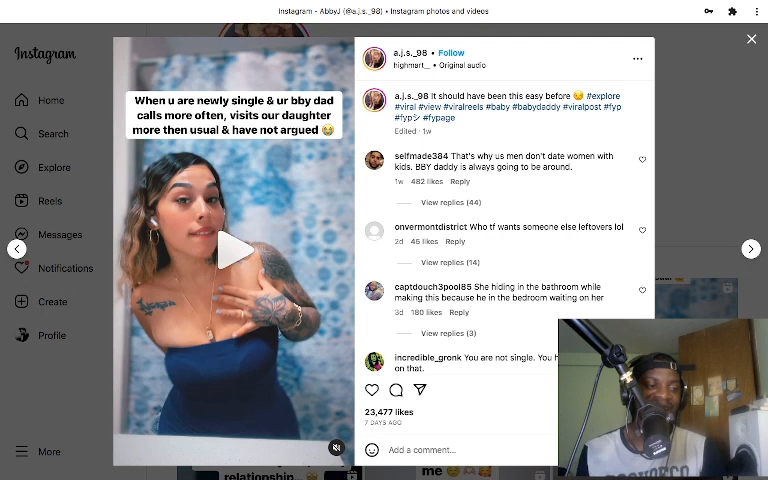 Instagram - AbbyJ (@a.j.s._98) • Instagram photos and videos
Instagram
Home
Search
Explore
Reels
Messages
Notifications
Create
Profile
More
When u are newly single & ur bby dad
calls more often, visits our daughter
more then usual & have not argued 😭
a.j.s._98 • Follow
highmart__ • Original audio
a.j.s._98 It should have been this easy before 😒 #explore
#viral #view #viralreels #baby #babydaddy #viralpost #fyp
#fypシ #fypage
Edited · 1w
selfmade384 That's why us men don't date women with
kids. BBY daddy is always going to be around.
1w 482 likes Reply
View replies (44)
onvermontdistrict Who tf wants someone else leftovers lol
2d 45 likes Reply
View replies (14)
captdouch3pool85 She hiding in the bathroom while
making this because he in the bedroom waiting on her
3d 180 likes Reply
View replies (3)
incredible_gronk You are not single. You h
on that.
23,477 likes
7 DAYS AGO
Add a comment...
relationship...
me